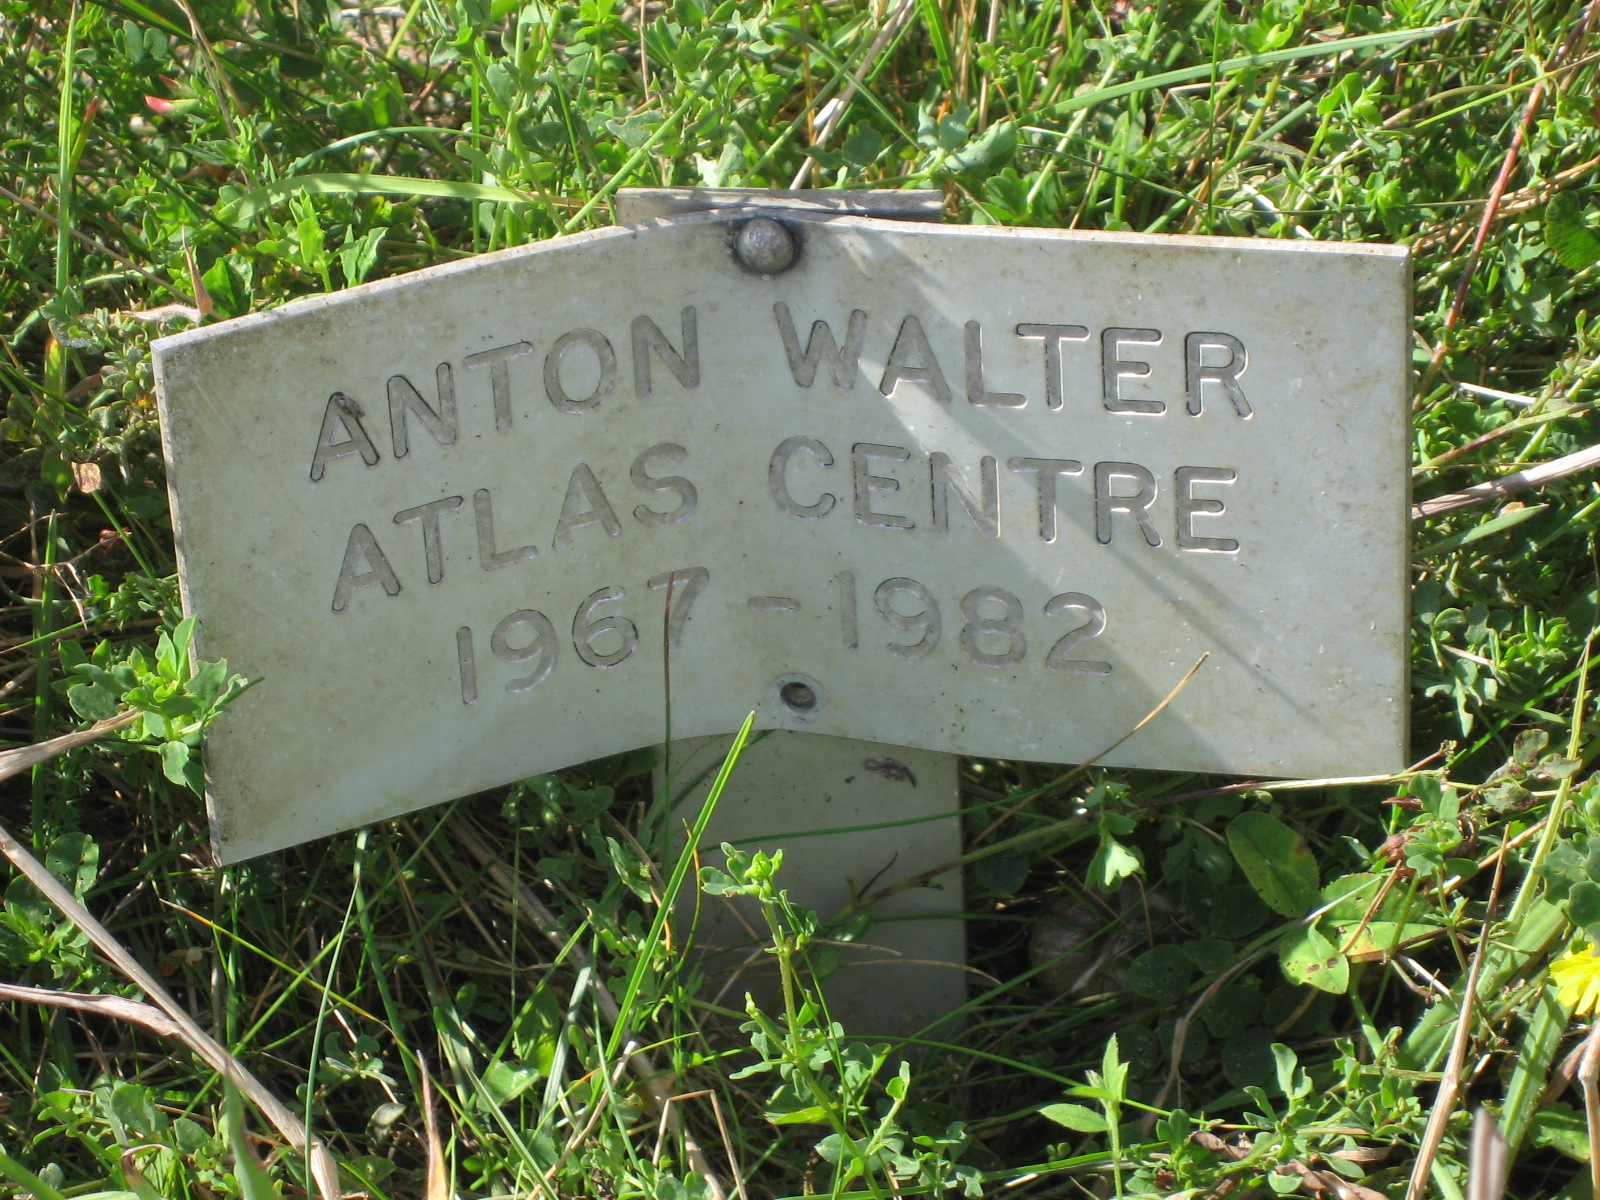 ANTON WALTER
ATLAS CENTRE
1967 - 1982